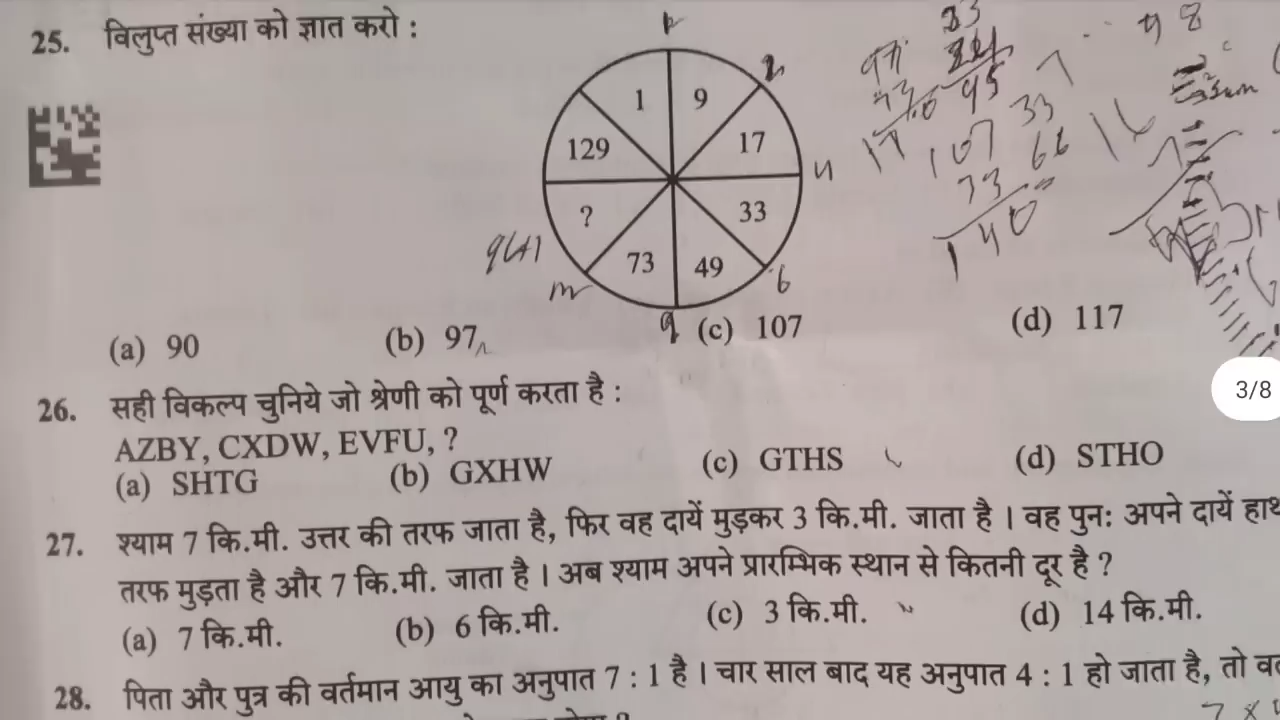 25. विलुप्त संख्या को ज्ञात करो :
1 9
129 17
? 33
73 49
(a) 90 (b) 97 (c) 107 (d) 117
3/8
26. सही विकल्प चुनिये जो श्रेणी को पूर्ण करता है :
AZBY, CXDW, EVFU, ?
(a) SHTG (b) GXHW (c) GTHS (d) STHO
27. श्याम 7 कि.मी. उत्तर की तरफ जाता है, फिर वह दायें मुड़कर 3 कि.मी. जाता है । वह पुन: अपने दायें
तरफ मुड़ता है और 7 कि.मी. जाता है । अब श्याम अपने प्रारम्भिक स्थान से कितनी दूर है ?
(a) 7 कि.मी. (b) 6 कि.मी. (c) 3 कि.मी. (d) 14 कि.मी.
28. पिता और पुत्र की वर्तमान आयु का अनुपात 7 : 1 है । चार साल बाद यह अनुपात 4 : 1 हो जाता है, तो